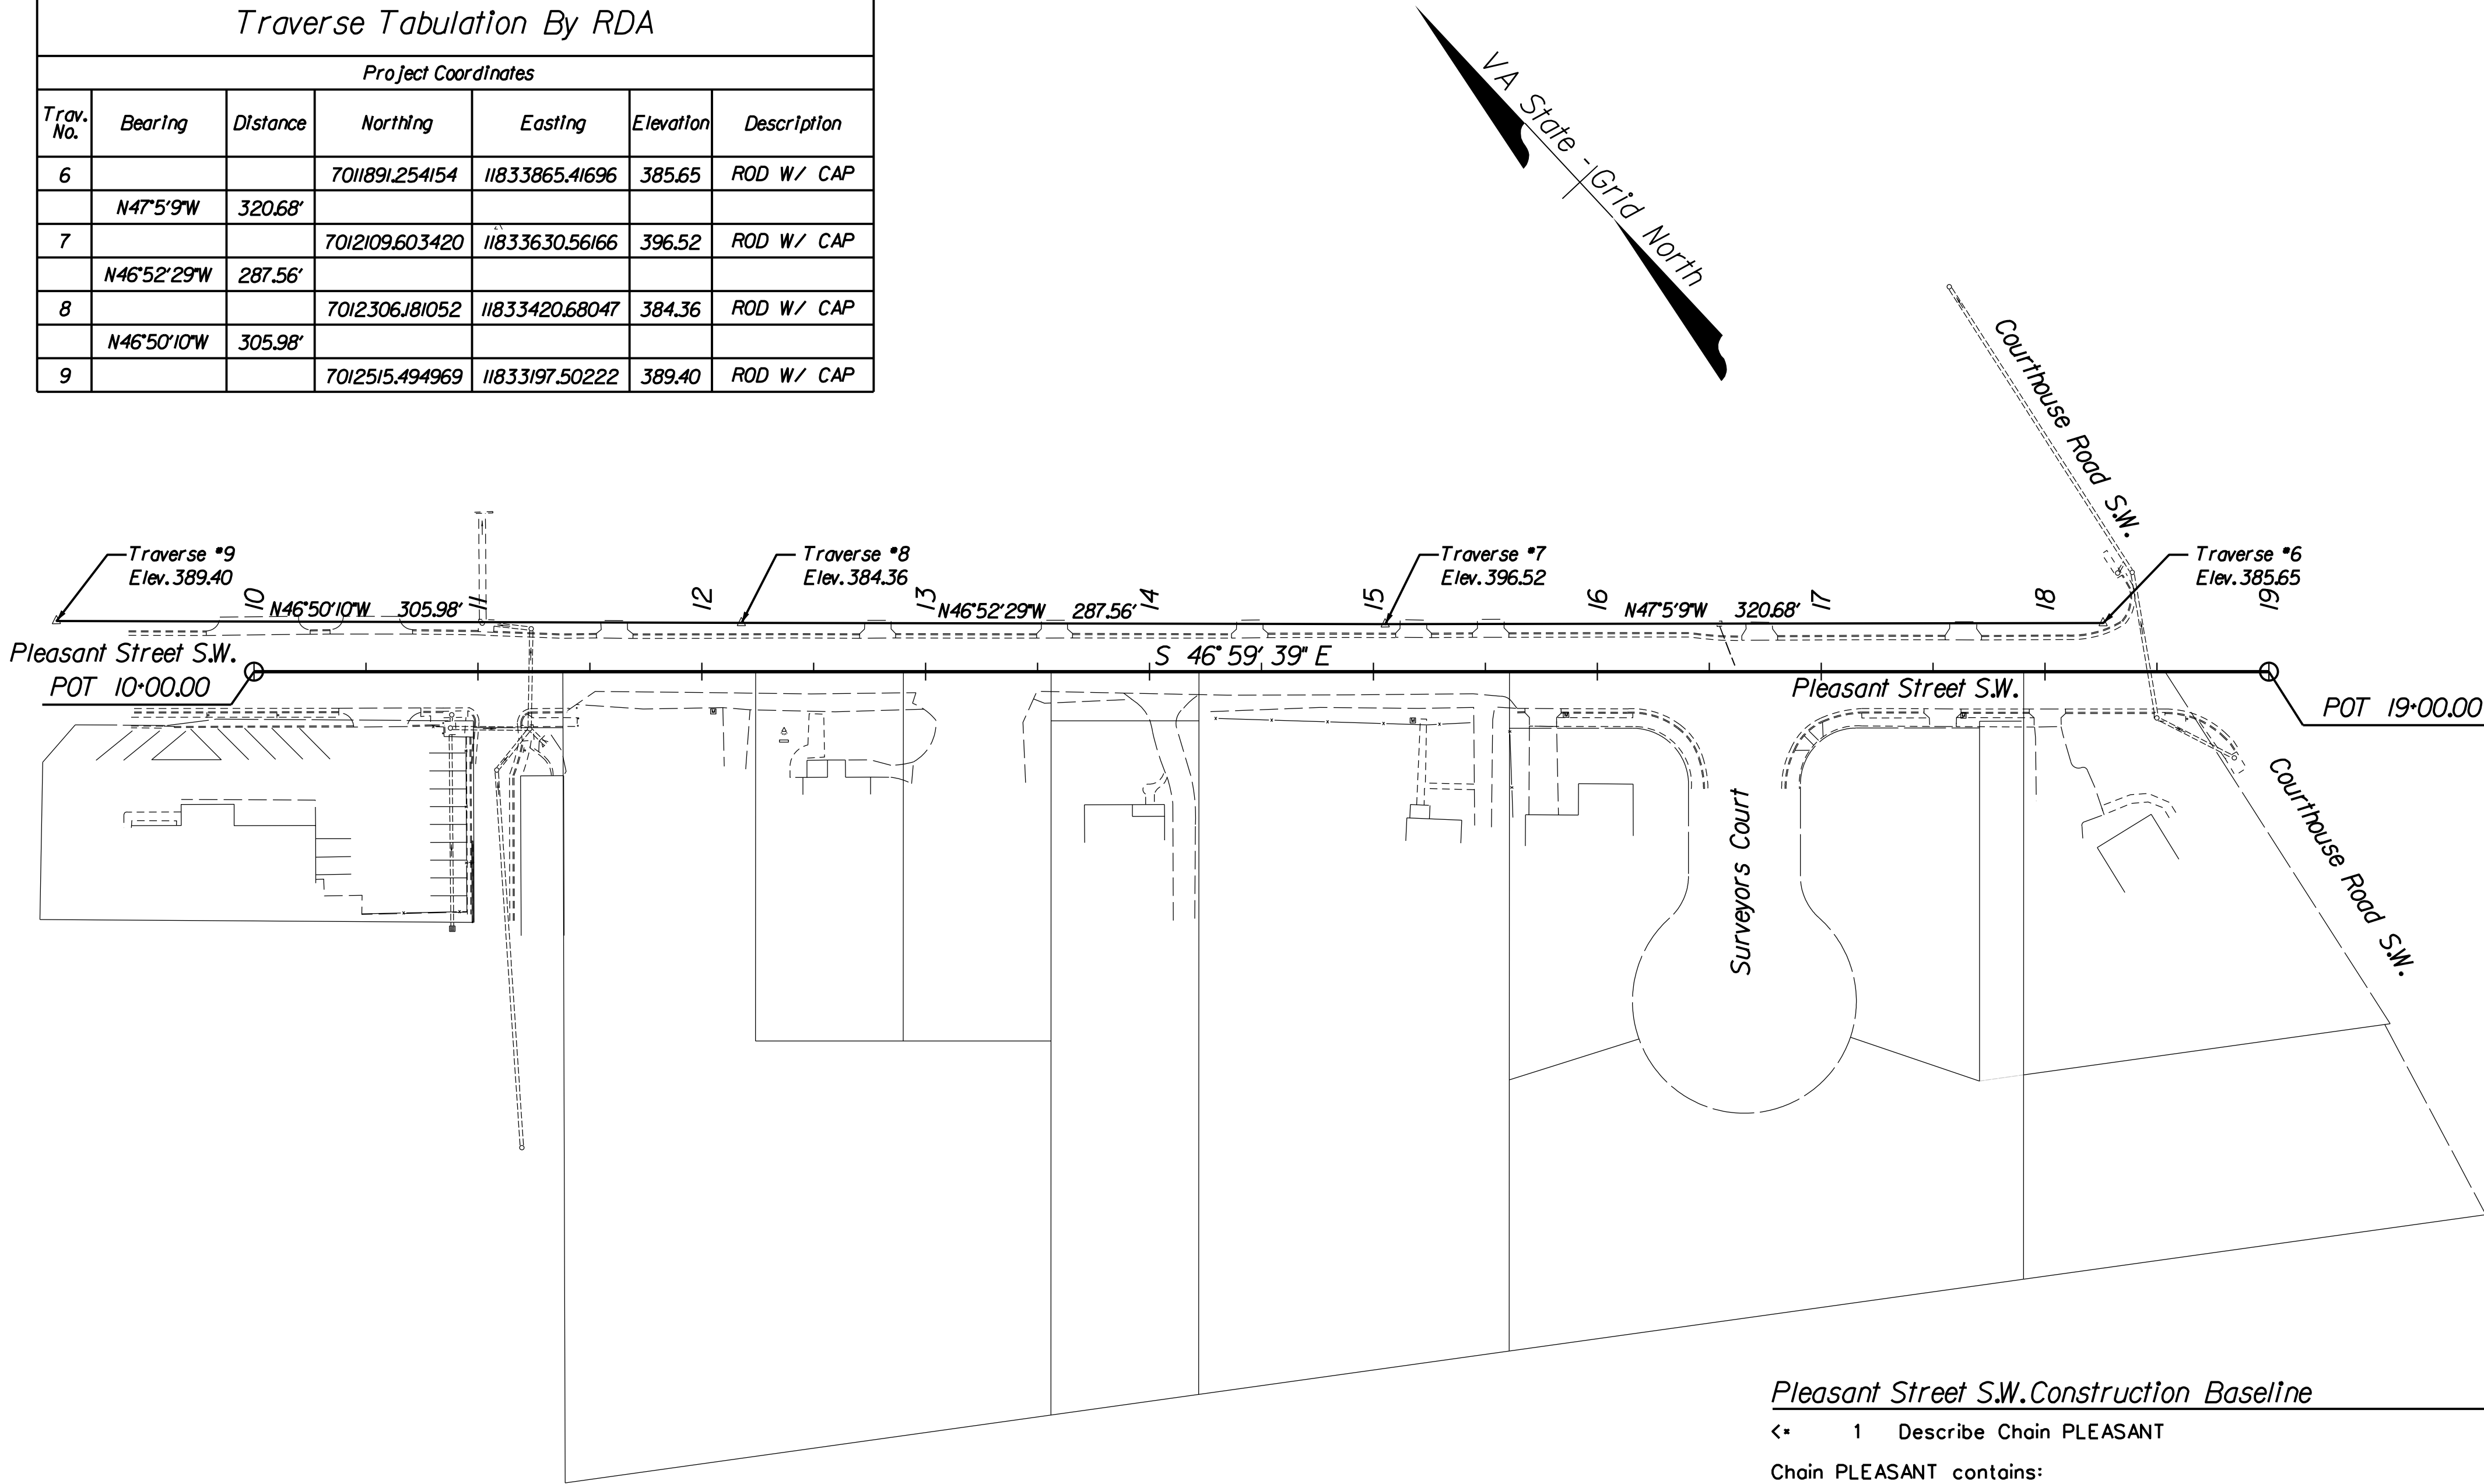 Traverse Tabulation By RDA
Project Coordinates
Trav. No. Bearing Distance Northing Easting Elevation Description
6 7011891.254154 11833865.41696 385.65 ROD W/ CAP
N47°5'9"W 320.68'
7 7012109.603420 11833630.56166 396.52 ROD W/ CAP
N46°52'29"W 287.56'
8 7012306.181052 11833420.68047 384.36 ROD W/ CAP
N46°50'10"W 305.98'
9 7012515.494969 11833197.50222 389.40 ROD W/ CAP
VA State - Grid North
Courthouse Road S.W.
Traverse #9
Elev. 389.40
Traverse #8
Elev. 384.36
Traverse #7
Elev. 396.52
Traverse #6
Elev. 385.65
10 11 12 13 14 15 16 17 18 19
N46°50'10"W 305.98'
N46°52'29"W 287.56'
N47°5'9"W 320.68'
Pleasant Street S.W.
S 46° 59' 39" E
POT 10+00.00
Pleasant Street S.W.
POT 19+00.00
Surveyors Court
Courthouse Road S.W.
Pleasant Street S.W. Construction Baseline
<* 1 Describe Chain PLEASANT
Chain PLEASANT contains: